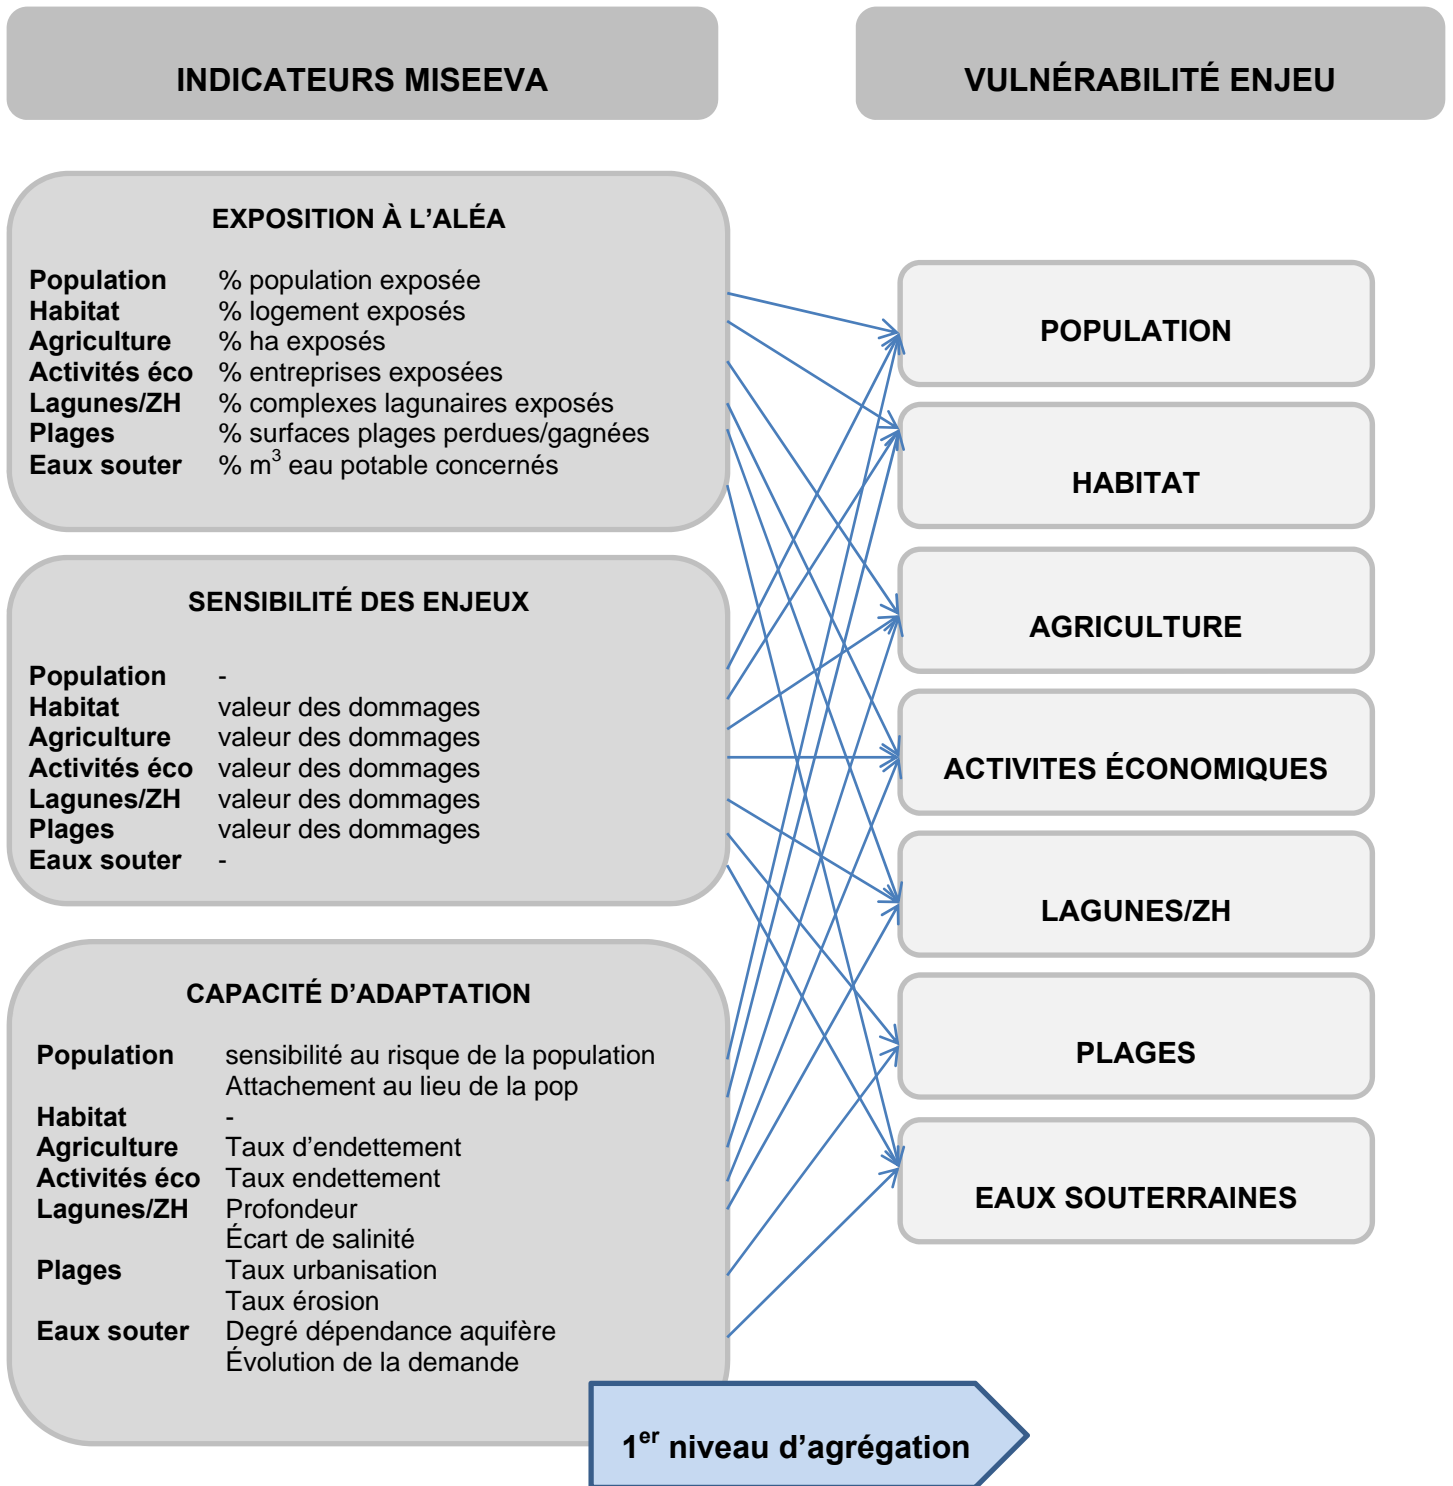 INDICATEURS MISEEVA
VULNÉRABILITÉ ENJEU
EXPOSITION À L’ALÉA
Population % population exposée
Habitat % logement exposés
Agriculture % ha exposés
Activités éco % entreprises exposées
Lagunes/ZH % complexes lagunaires exposés
Plages % surfaces plages perdues/gagnées
Eaux souter % m³ eau potable concernés
SENSIBILITÉ DES ENJEUX
Population -
Habitat valeur des dommages
Agriculture valeur des dommages
Activités éco valeur des dommages
Lagunes/ZH valeur des dommages
Plages valeur des dommages
Eaux souter -
CAPACITÉ D’ADAPTATION
Population sensibilité au risque de la population
Attachement au lieu de la pop
Habitat -
Agriculture Taux d’endettement
Activités éco Taux endettement
Lagunes/ZH Profondeur
Écart de salinité
Plages Taux urbanisation
Taux érosion
Eaux souter Degré dépendance aquifère
Évolution de la demande
POPULATION
HABITAT
AGRICULTURE
ACTIVITES ÉCONOMIQUES
LAGUNES/ZH
PLAGES
EAUX SOUTERRAINES
1er niveau d’agrégation